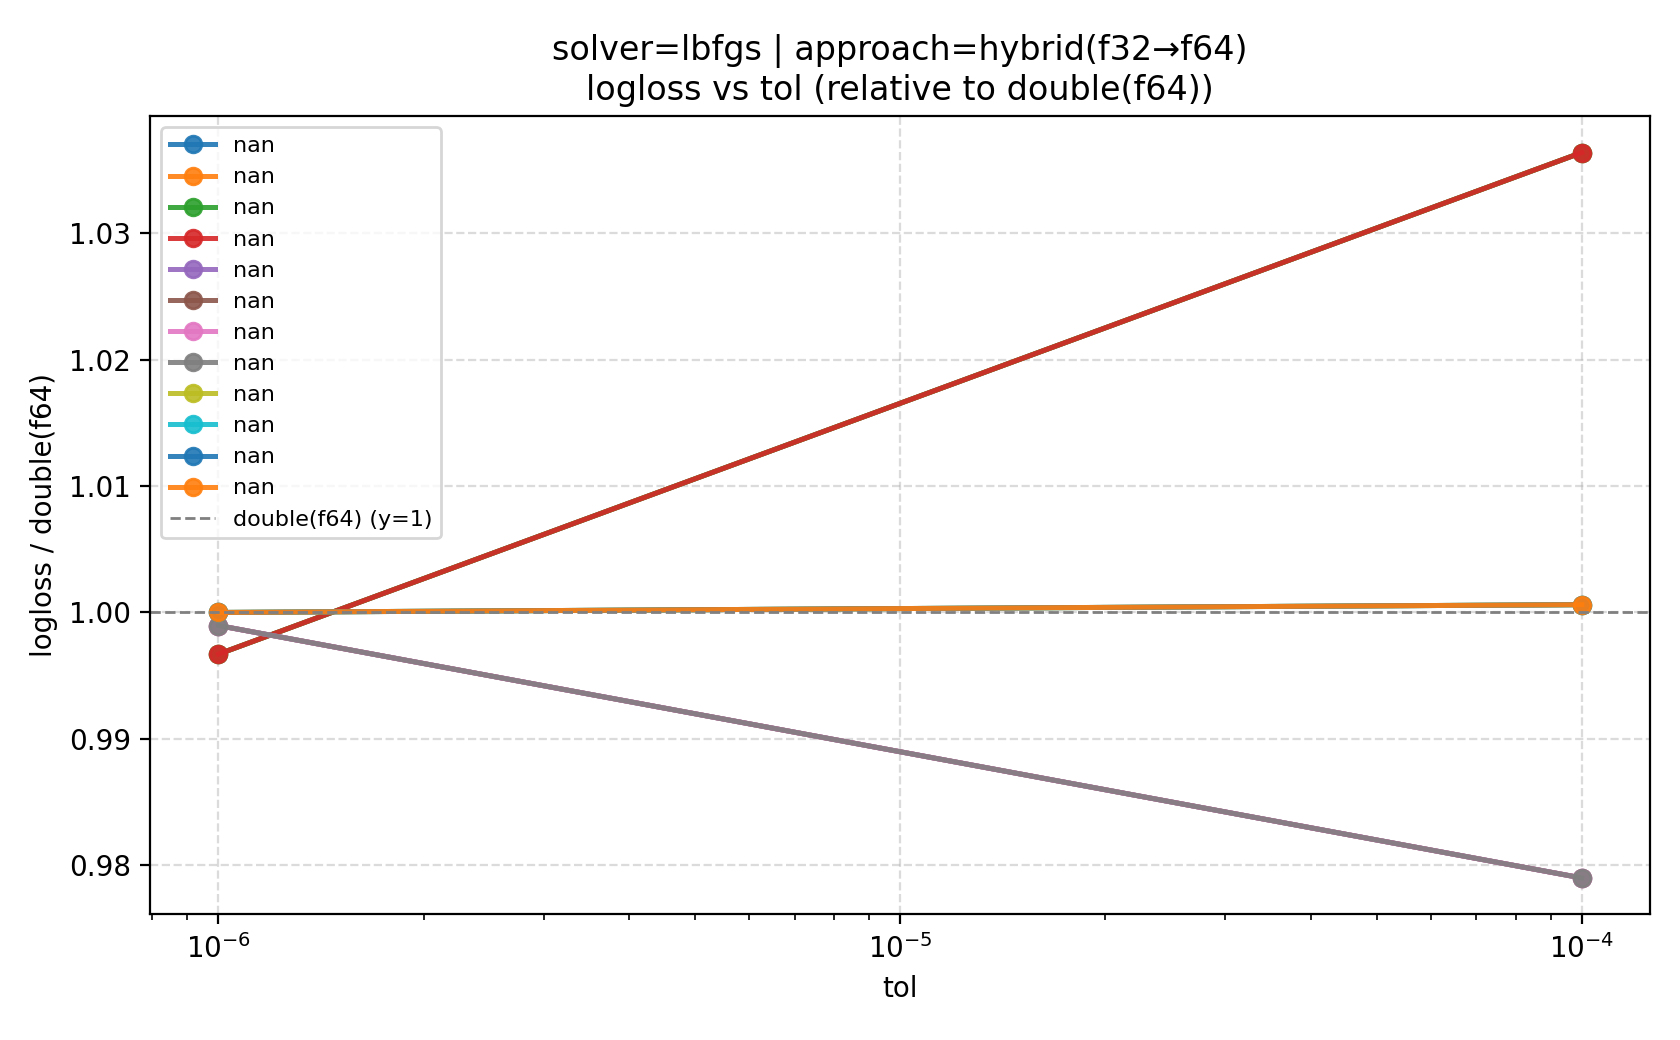 solver=lbfgs | approach=hybrid(f32→f64)
logloss vs tol (relative to double(f64))
nan
nan
nan
nan
nan
nan
nan
nan
nan
nan
nan
nan
double(f64) (y=1)
logloss / double(f64)
1.03
1.02
1.01
1.00
0.99
0.98
10⁻⁶
10⁻⁵
10⁻⁴
tol